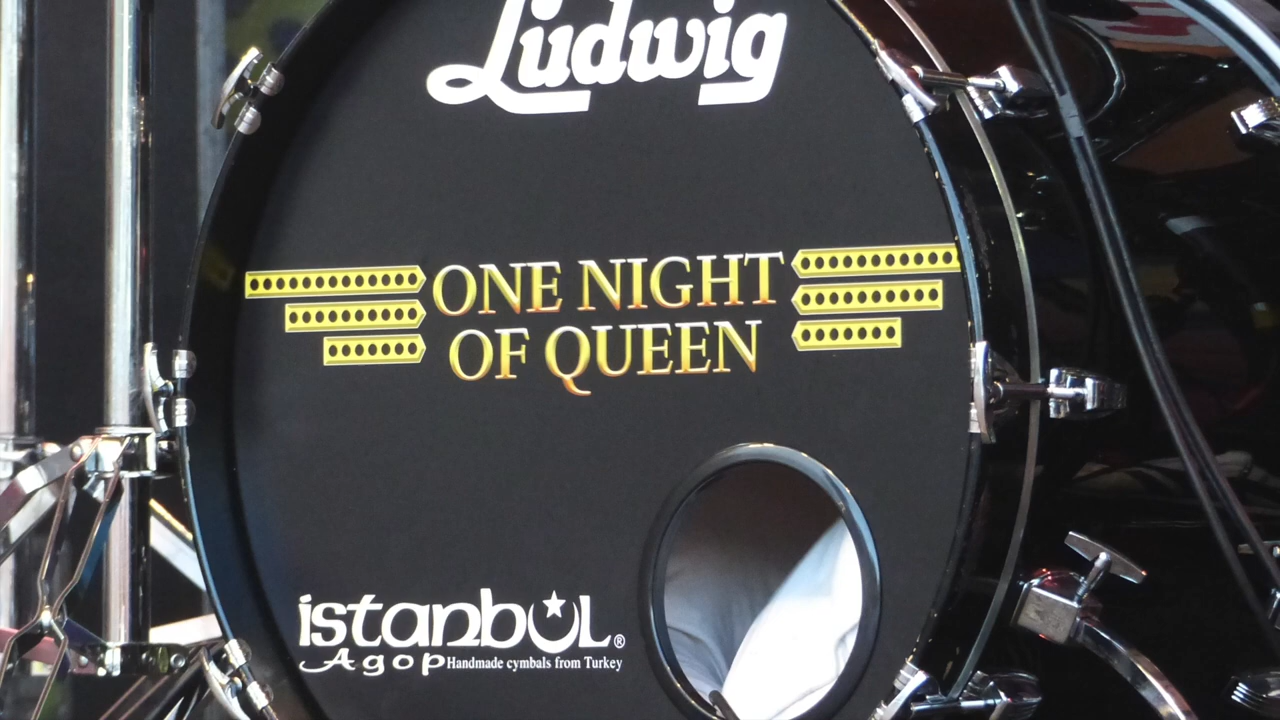 Ludwig
ONE NIGHT
OF QUEEN
istanbul®
Agop Handmade cymbals from Turkey